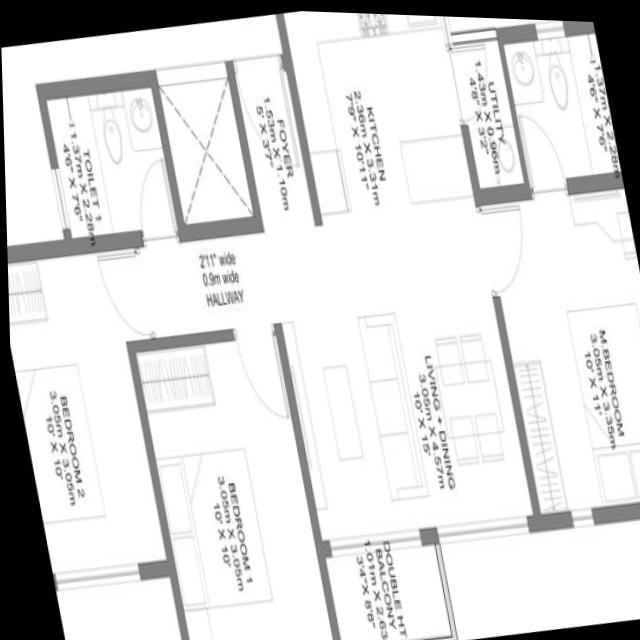 TOILET 1
1.37m X 2.28m
4'6" X 7'6"
FOYER
1.53m X 1.10m
5' X 3'7"
KITCHEN
2.36m X 3.31m
7'9" X 10'11"
UTILITY
1.43m X 0.96m
4'8" X 3'2"
1.37m X 2.28m
4'6" X 7'6"
2'11" wide
0.9m wide
HALLWAY
BEDROOM 2
3.05m X 3.05m
10' X 10'
BEDROOM 1
3.05m X 3.05m
10' X 10'
LIVING + DINING
3.05m X 4.57m
10' X 15'
M.BEDROOM
3.05m X 3.35m
10' X 11'
DOUBLE HT
BALCONY
1.01m X 2.63
3'4" X 8'8"